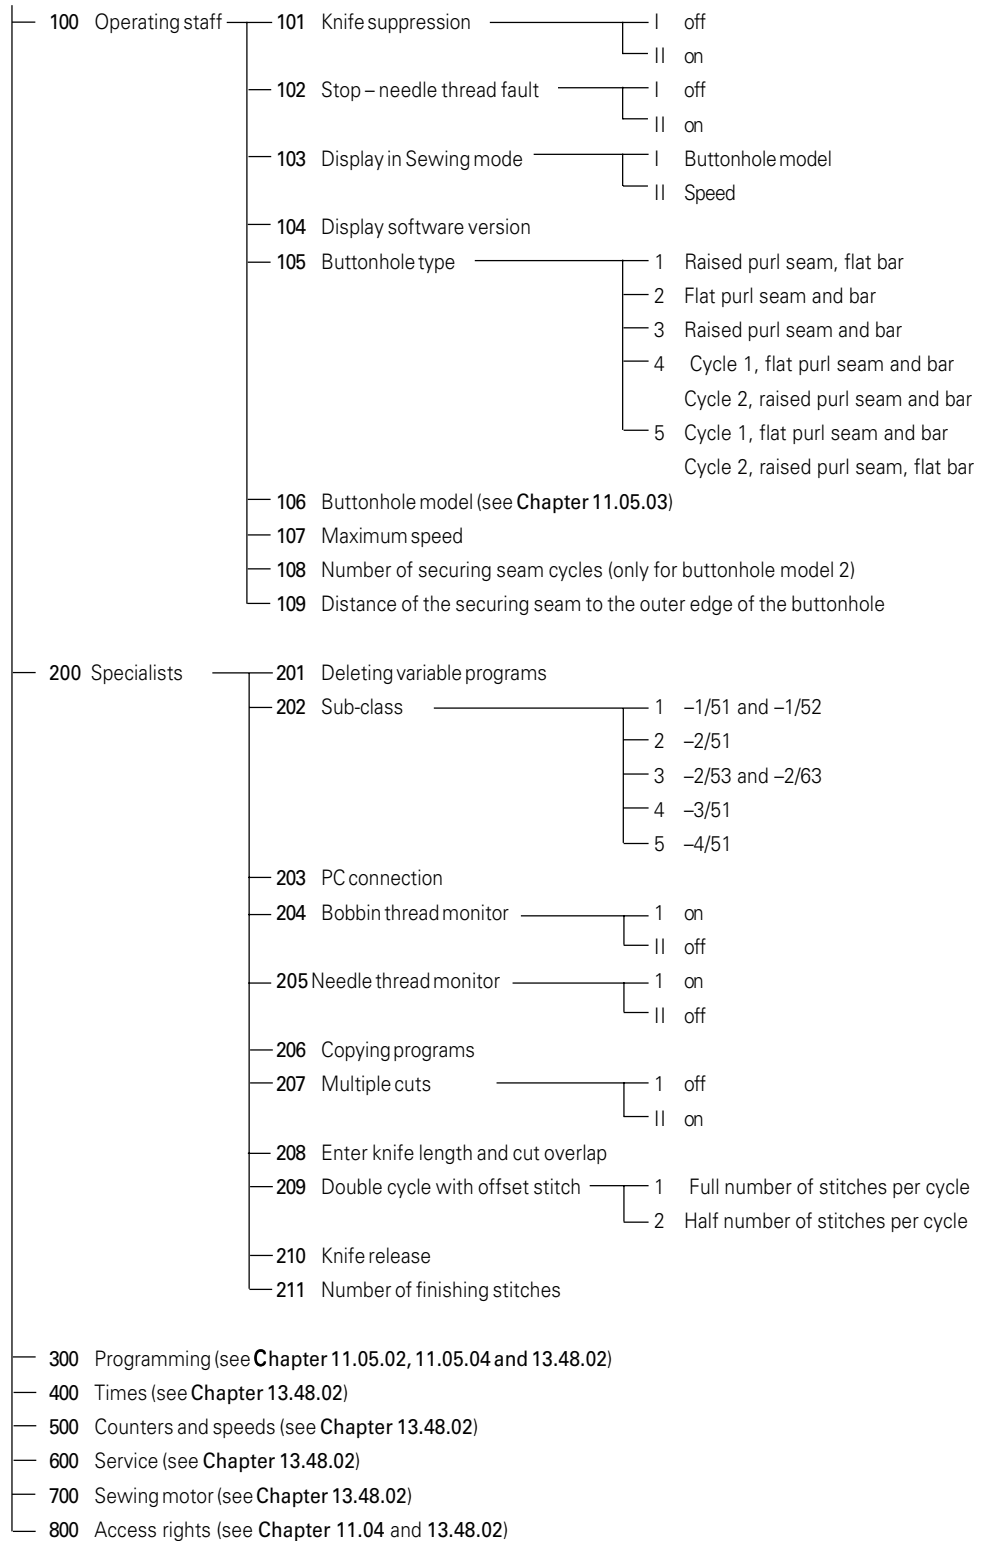 100 Operating staff 101 Knife suppression I off
II on
102 Stop – needle thread fault I off
II on
103 Display in Sewing mode I Buttonhole model
II Speed
104 Display software version
105 Buttonhole type 1 Raised purl seam, flat bar
2 Flat purl seam and bar
3 Raised purl seam and bar
4 Cycle 1, flat purl seam and bar
Cycle 2, raised purl seam and bar
5 Cycle 1, flat purl seam and bar
Cycle 2, raised purl seam, flat bar
106 Buttonhole model (see Chapter 11.05.03)
107 Maximum speed
108 Number of securing seam cycles (only for buttonhole model 2)
109 Distance of the securing seam to the outer edge of the buttonhole
200 Specialists 201 Deleting variable programs
202 Sub-class 1 –1/51 and –1/52
2 –2/51
3 –2/53 and –2/63
4 –3/51
5 –4/51
203 PC connection
204 Bobbin thread monitor 1 on
II off
205 Needle thread monitor 1 on
II off
206 Copying programs
207 Multiple cuts 1 off
II on
208 Enter knife length and cut overlap
209 Double cycle with offset stitch 1 Full number of stitches per cycle
2 Half number of stitches per cycle
210 Knife release
211 Number of finishing stitches
300 Programming (see Chapter 11.05.02, 11.05.04 and 13.48.02)
400 Times (see Chapter 13.48.02)
500 Counters and speeds (see Chapter 13.48.02)
600 Service (see Chapter 13.48.02)
700 Sewing motor (see Chapter 13.48.02)
800 Access rights (see Chapter 11.04 and 13.48.02)